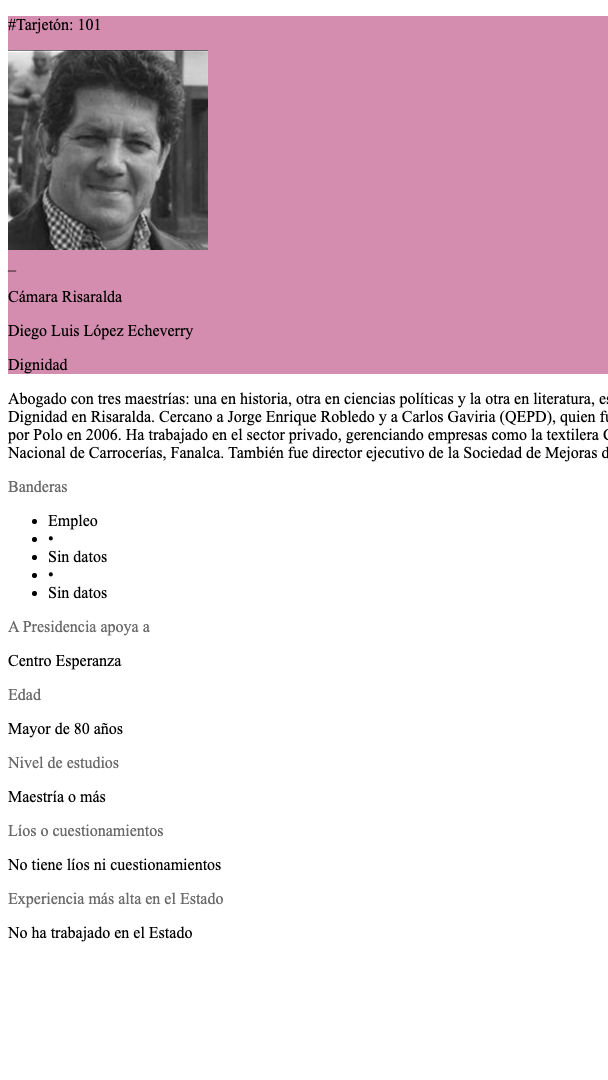 #Tarjetón: 101
_
Cámara Risaralda
Diego Luis López Echeverry
Dignidad
Abogado con tres maestrías: una en historia, otra en ciencias políticas y la otra en literatura,
Dignidad en Risaralda. Cercano a Jorge Enrique Robledo y a Carlos Gaviria (QEPD), quien
por Polo en 2006. Ha trabajado en el sector privado, gerenciando empresas como la textilera
Nacional de Carrocerías, Fanalca. También fue director ejecutivo de la Sociedad de Mejoras
Banderas
• Empleo
• •
• Sin datos
• •
• Sin datos
A Presidencia apoya a
Centro Esperanza
Edad
Mayor de 80 años
Nivel de estudios
Maestría o más
Líos o cuestionamientos
No tiene líos ni cuestionamientos
Experiencia más alta en el Estado
No ha trabajado en el Estado